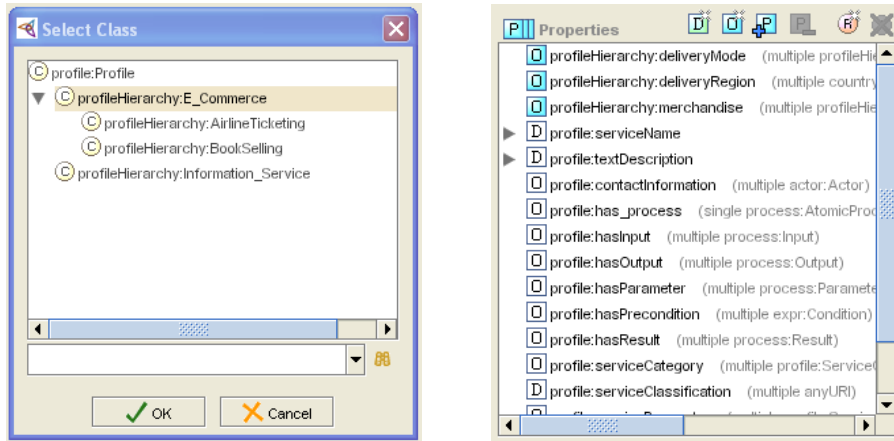 Select Class
profile:Profile
profileHierarchy:E_Commerce
profileHierarchy:AirlineTicketing
profileHierarchy:BookSelling
profileHierarchy:Information_Service
OK
Cancel
P Properties D O P R
O profileHierarchy:deliveryMode (multiple profileHie
O profileHierarchy:deliveryRegion (multiple country
O profileHierarchy:merchandise (multiple profileHie
D profile:serviceName
D profile:textDescription
O profile:contactInformation (multiple actor:Actor)
O profile:has_process (single process:AtomicProc
O profile:hasInput (multiple process:Input)
O profile:hasOutput (multiple process:Output)
O profile:hasParameter (multiple process:Paramete
O profile:hasPrecondition (multiple expr:Condition)
O profile:hasResult (multiple process:Result)
O profile:serviceCategory (multiple profile:ServiceC
D profile:serviceClassification (multiple anyURI)